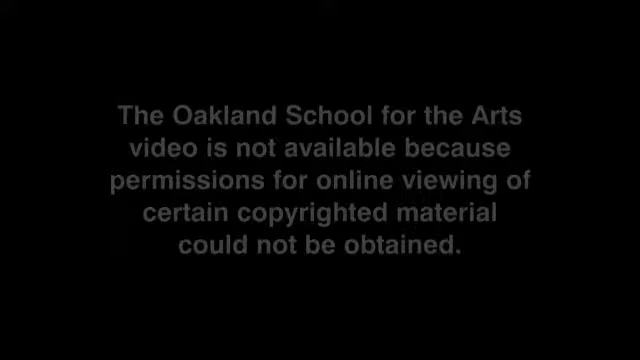 The Oakland School for the Arts
video is not available because
permissions for online viewing of
certain copyrighted material
could not be obtained.